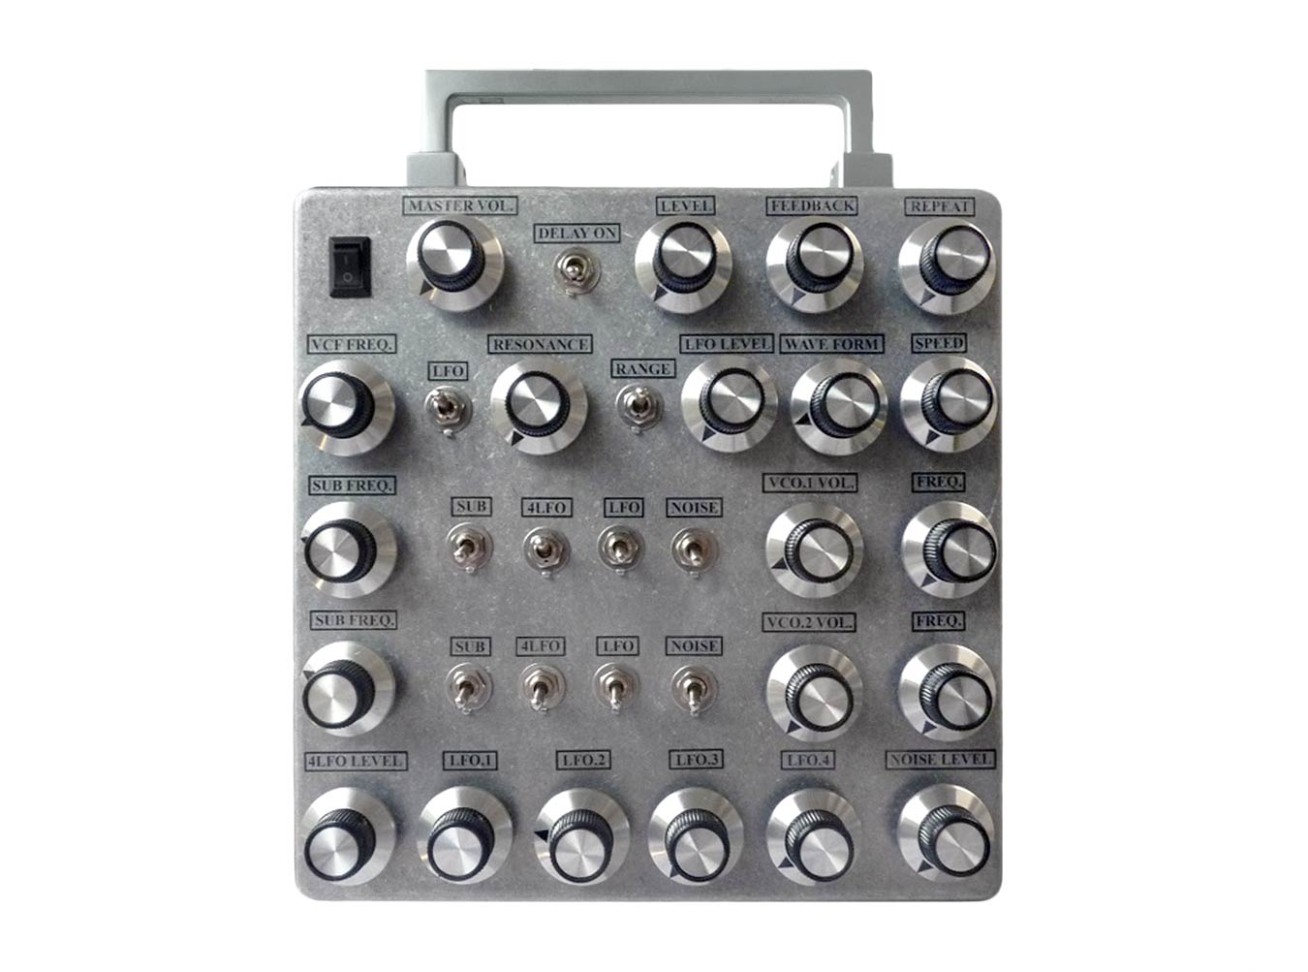 MASTER VOL.
LEVEL
FEEDBACK
REPEAT
DELAY ON
VCF FREQ.
RESONANCE
LFO LEVEL
WAVE FORM
SPEED
LFO
RANGE
SUB FREQ.
VCO.1 VOL.
FREQ.
SUB
4LFO
LFO
NOISE
SUB FREQ.
VCO.2 VOL.
FREQ.
SUB
4LFO
LFO
NOISE
4LFO LEVEL
LFO.1
LFO.2
LFO.3
LFO.4
NOISE LEVEL